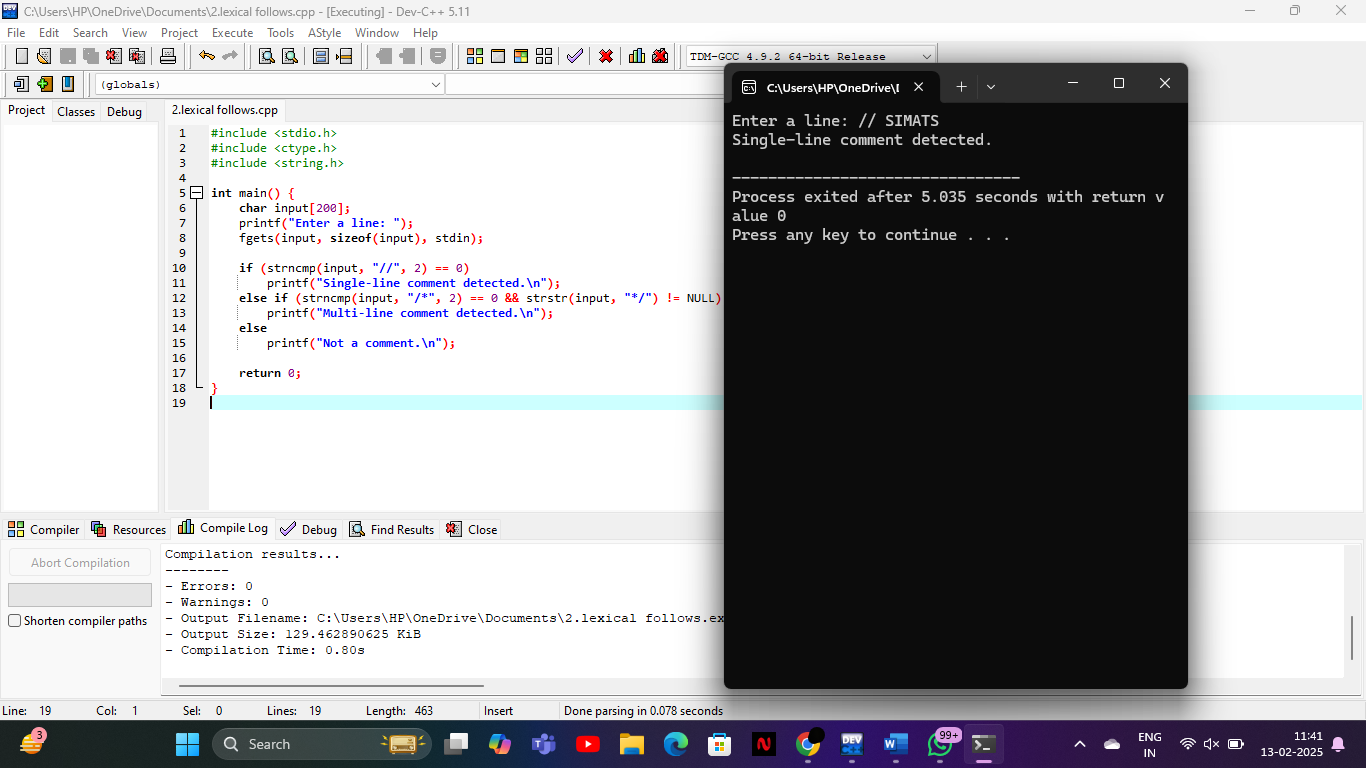 C:\Users\HP\OneDrive\Documents\2.lexical follows.cpp - [Executing] - Dev-C++ 5.11
File Edit Search View Project Execute Tools AStyle Window Help
TDM-GCC 4.9.2 64-bit Release
(globals)
Project Classes Debug
2.lexical follows.cpp
1 #include <stdio.h>
2 #include <ctype.h>
3 #include <string.h>
4
5 int main() {
6 char input[200];
7 printf("Enter a line: ");
8 fgets(input, sizeof(input), stdin);
9
10 if (strncmp(input, "//", 2) == 0)
11 printf("Single-line comment detected.\n");
12 else if (strncmp(input, "/*", 2) == 0 && strstr(input, "*/") != NULL)
13 printf("Multi-line comment detected.\n");
14 else
15 printf("Not a comment.\n");
16
17 return 0;
18 }
19
C:\Users\HP\OneDrive\
Enter a line: // SIMATS
Single-line comment detected.
--------------------------------
Process exited after 5.035 seconds with return v
alue 0
Press any key to continue . . .
Compiler Resources Compile Log Debug Find Results Close
Abort Compilation
Shorten compiler paths
Compilation results...
--------
- Errors: 0
- Warnings: 0
- Output Filename: C:\Users\HP\OneDrive\Documents\2.lexical follows.ex
- Output Size: 129.462890625 KiB
- Compilation Time: 0.80s
Line: 19 Col: 1 Sel: 0 Lines: 19 Length: 463 Insert Done parsing in 0.078 seconds
3
Search
DEV
99+
ENG
IN
11:41
13-02-2025